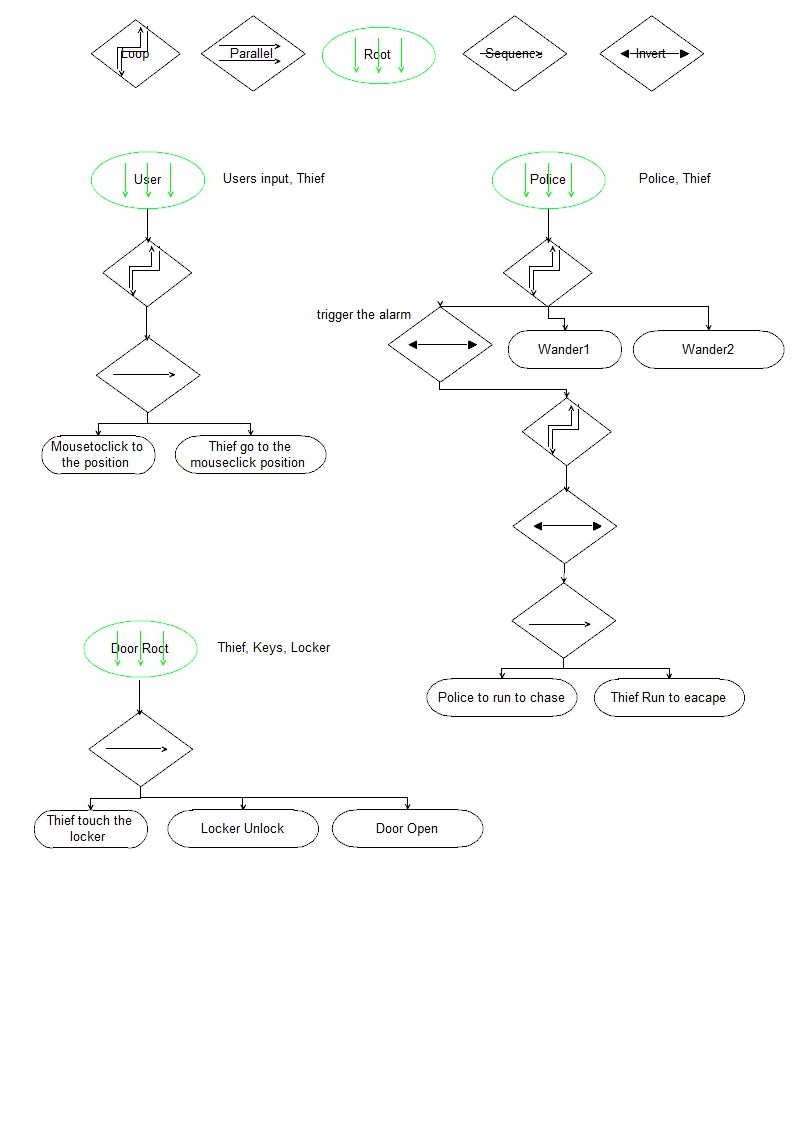 Loop
Parallel
Root
Sequence
Invert
User
Users input, Thief
Police
Police, Thief
trigger the alarm
Wander1
Wander2
Mousetoclick to
the position
Thief go to the
mouseclick position
Door Root
Thief, Keys, Locker
Police to run to chase
Thief Run to eacape
Thief touch the
locker
Locker Unlock
Door Open